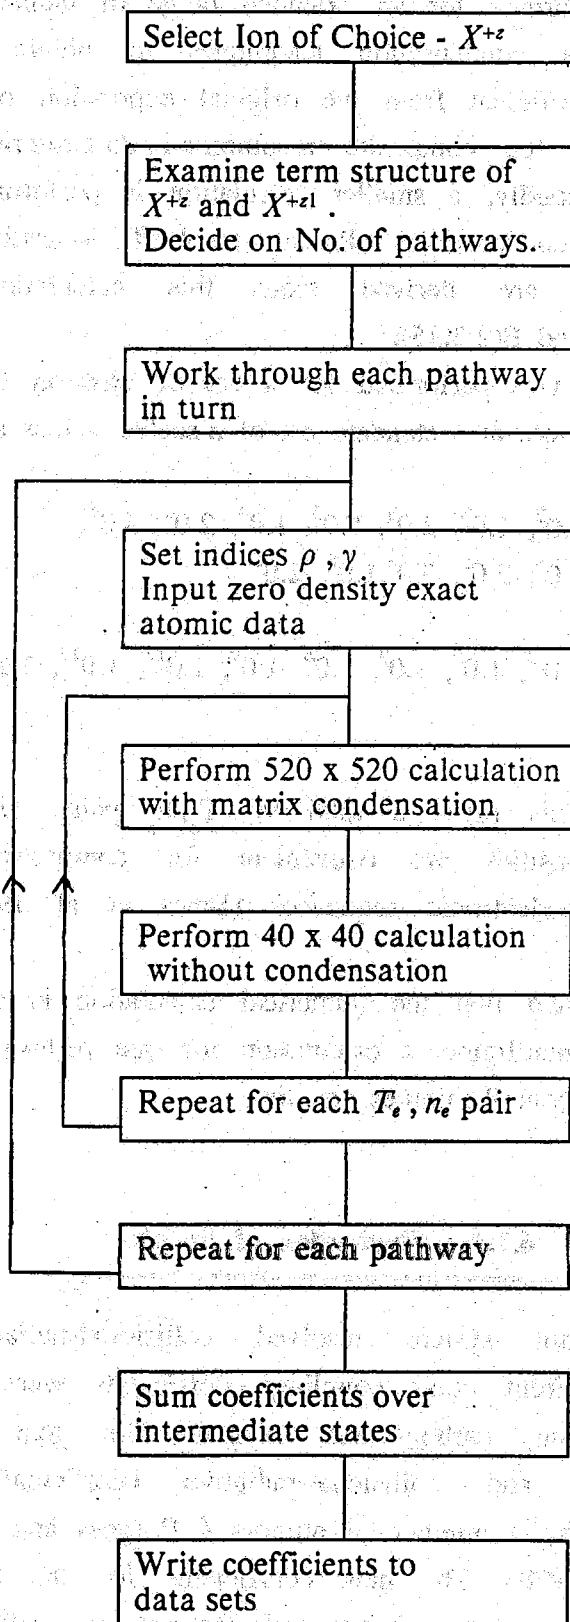 Select Ion of Choice - X⁺ᶻ
Examine term structure of
X⁺ᶻ and X⁺ᶻ¹ .
Decide on No. of pathways.
Work through each pathway
in turn
Set indices ρ , γ
Input zero density exact
atomic data
Perform 520 x 520 calculation
with matrix condensation
Perform 40 x 40 calculation
without condensation
Repeat for each Tₑ , nₑ pair
Repeat for each pathway
Sum coefficients over
intermediate states
Write coefficients to
data sets